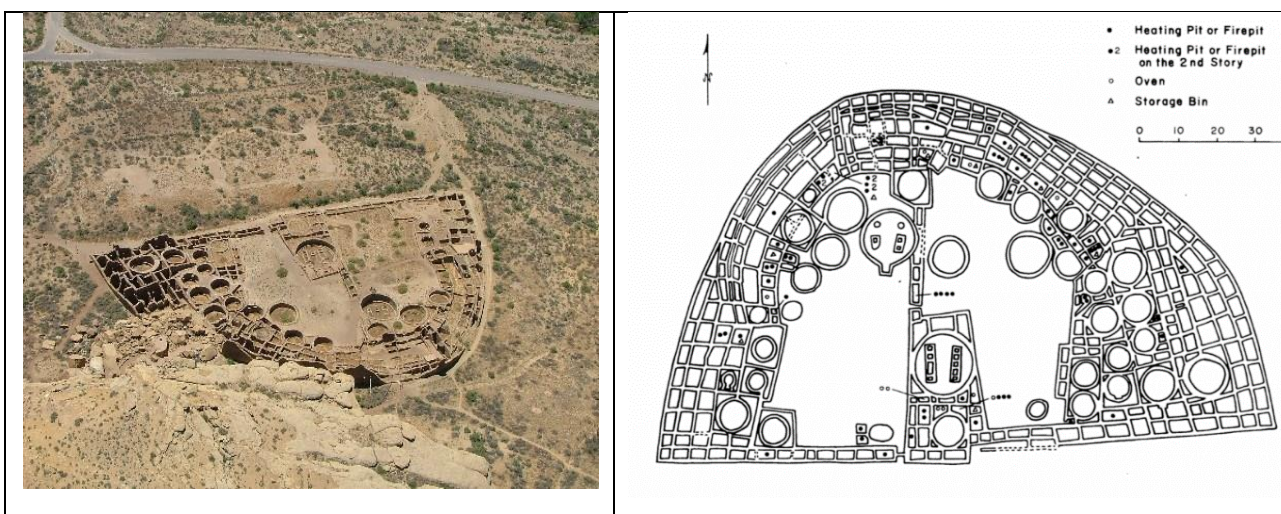 Heating Pit or Firepit
2 Heating Pit or Firepit
on the 2nd Story
Oven
Storage Bin
0 10 20 30
N
2
2